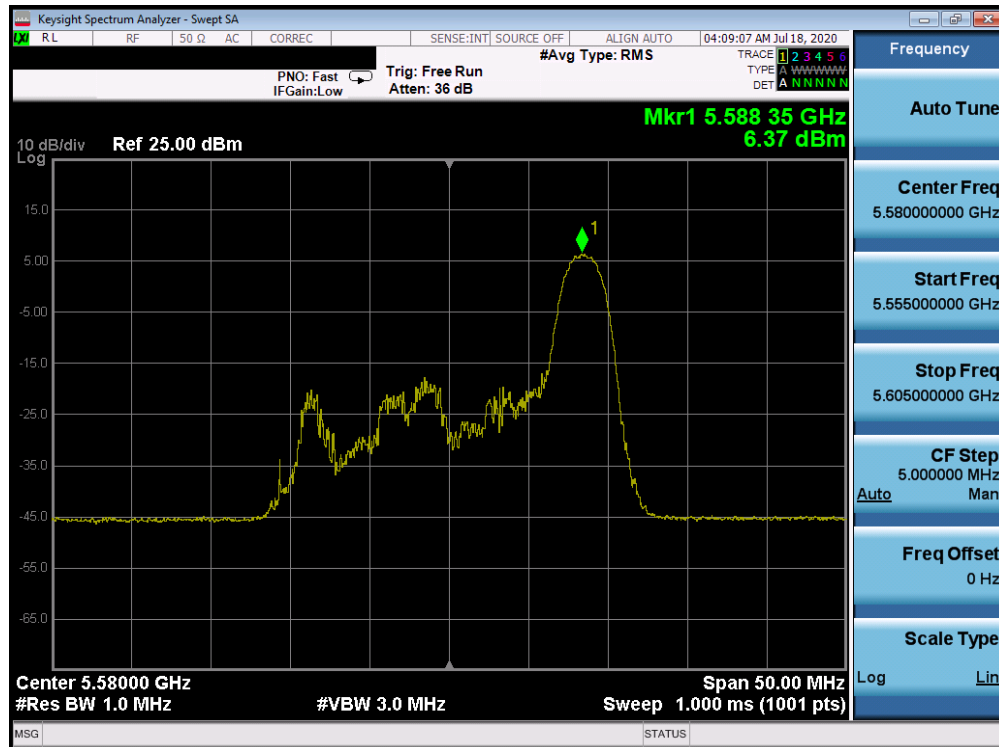 Keysight Spectrum Analyzer - Swept SA
LXI RL RF 50 Ω AC CORREC SENSE:INT SOURCE OFF ALIGN AUTO 04:09:07 AM Jul 18, 2020
#Avg Type: RMS
TRACE 1 2 3 4 5 6
PNO: Fast Trig: Free Run
TYPE A WWWWW
IFGain:Low Atten: 36 dB
DET A N N N N N
Mkr1 5.588 35 GHz
6.37 dBm
10 dB/div Ref 25.00 dBm
Log
1
15.0
5.00
-5.00
-15.0
-25.0
-35.0
-45.0
-55.0
-65.0
Center 5.58000 GHz Span 50.00 MHz
#Res BW 1.0 MHz #VBW 3.0 MHz Sweep 1.000 ms (1001 pts)
MSG STATUS
Frequency
Auto Tune
Center Freq
5.580000000 GHz
Start Freq
5.555000000 GHz
Stop Freq
5.605000000 GHz
CF Step
5.000000 MHz
Auto Man
Freq Offset
0 Hz
Scale Type
Log Lin